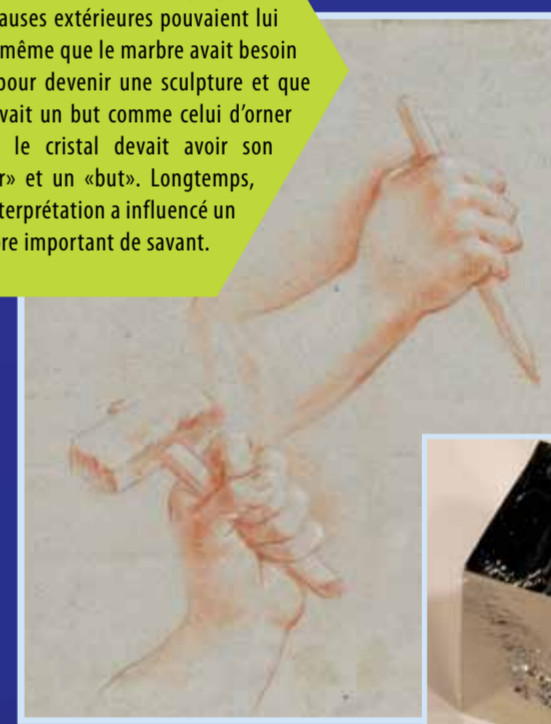 auses extérieures pouvaient lui
même que le marbre avait besoin
pour devenir une sculpture et que
vait un but comme celui d'orner
le cristal devait avoir son
r» et un «but». Longtemps,
terprétation a influencé un
re important de savant.